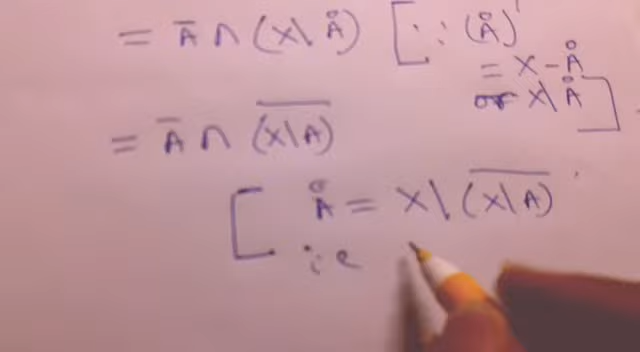 = A̅ ∩ (X\Å) [∵ (Å)'
= X - Å
or X\Å]
= A̅ ∩ (X\A)̅
[ Å = X\(X\A)̅
i.e